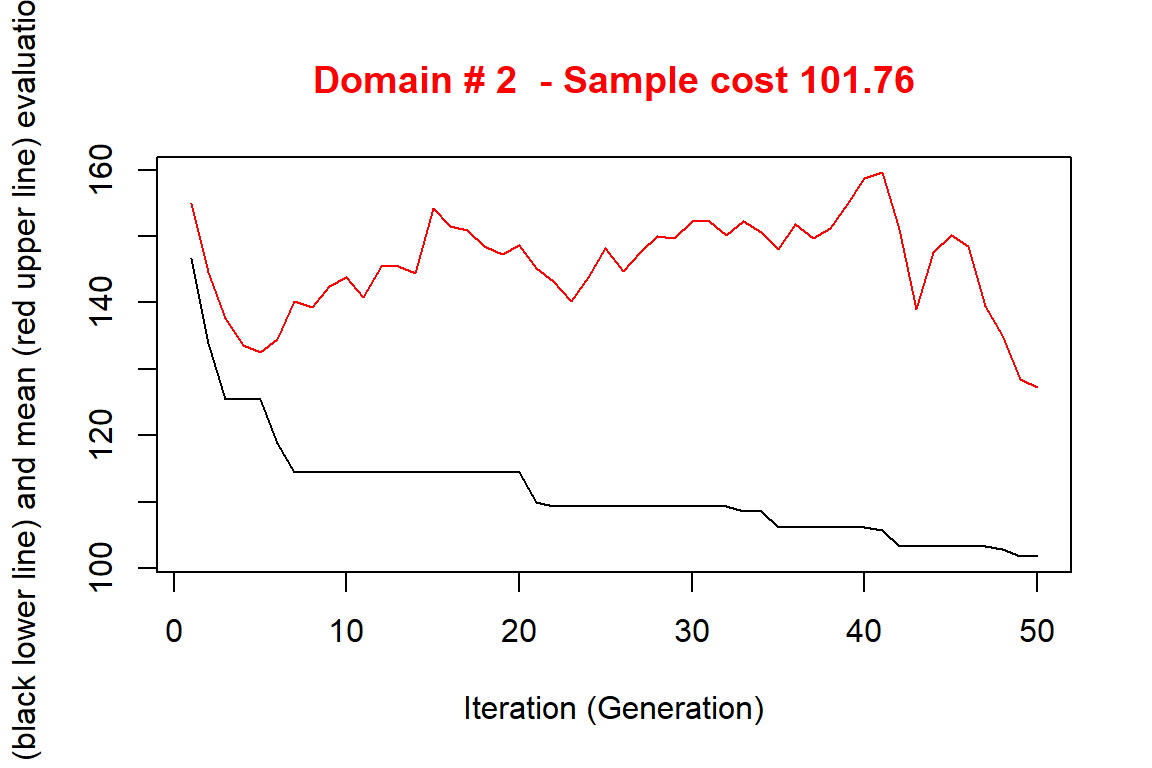 Domain # 2  - Sample cost 101.76
(black lower line) and mean (red upper line) evaluatio
160
140
120
100
0 10 20 30 40 50
Iteration (Generation)